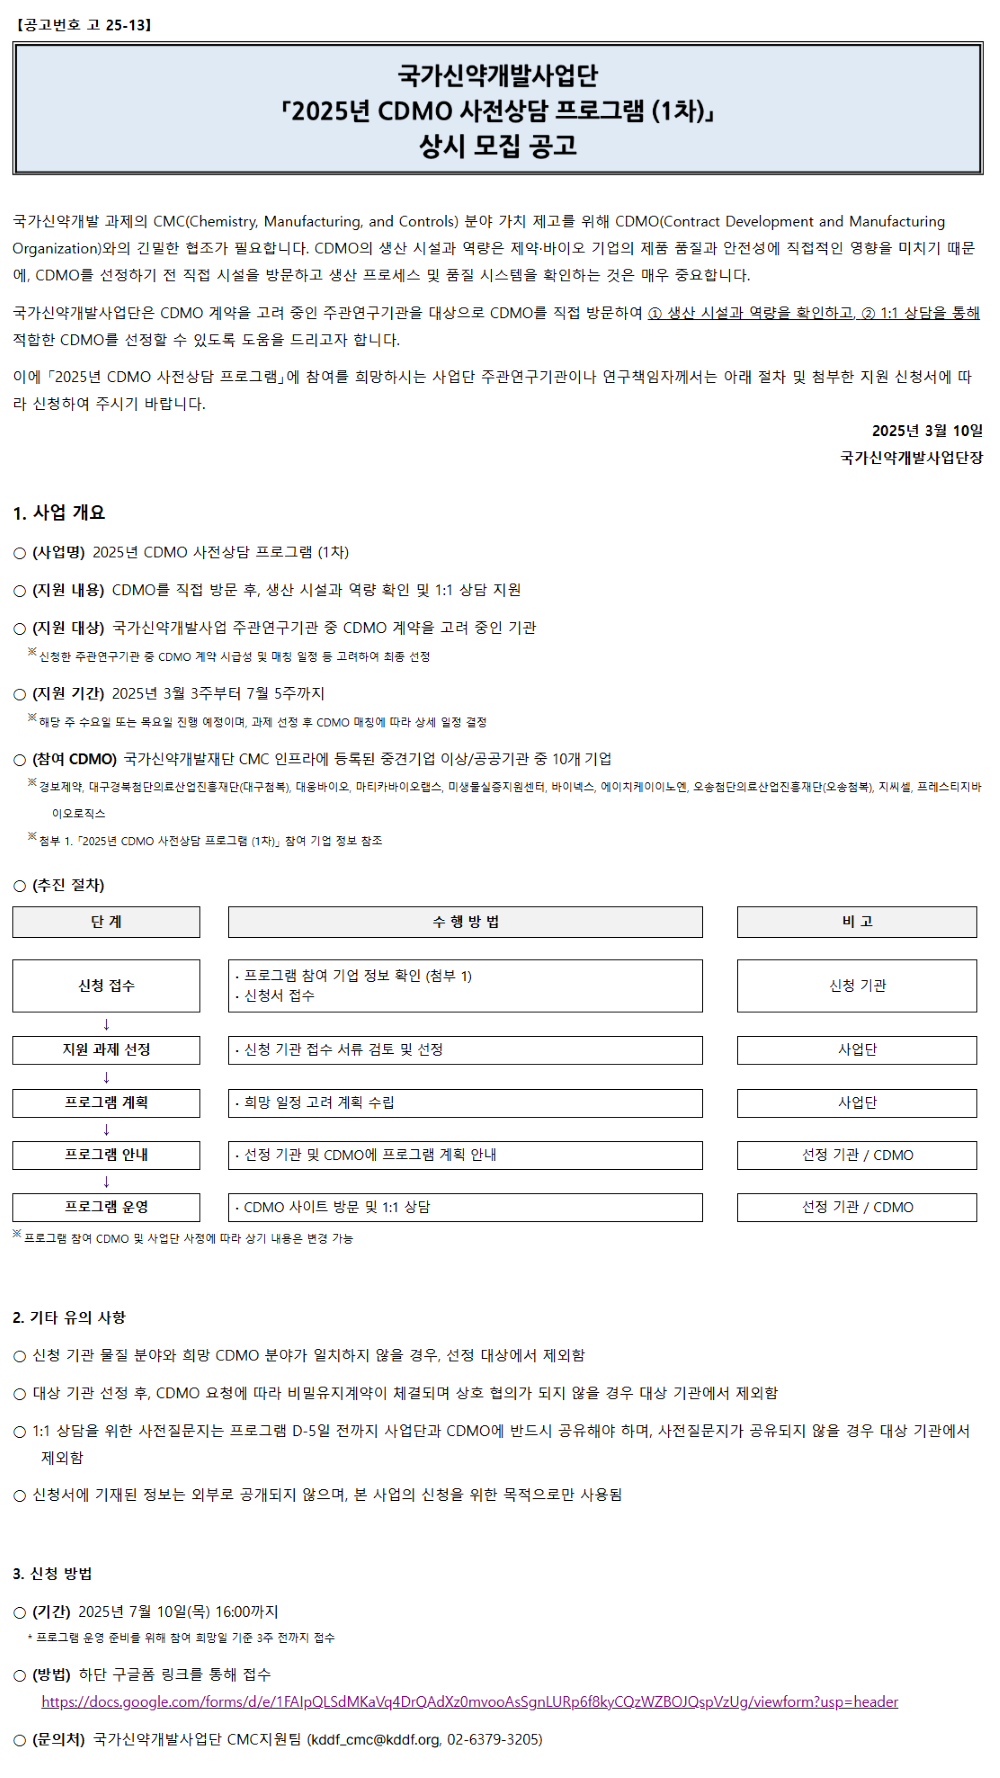 【공고번호 고 25-13】
국가신약개발사업단
「2025년 CDMO 사전상담 프로그램 (1차)」
상시 모집 공고
국가신약개발 과제의 CMC(Chemistry, Manufacturing, and Controls) 분야 가치 제고를 위해 CDMO(Contract Development and Manufacturing
Organization)와의 긴밀한 협조가 필요합니다. CDMO의 생산 시설과 역량은 제약·바이오 기업의 제품 품질과 안전성에 직접적인 영향을 미치기 때문
에, CDMO를 선정하기 전 직접 시설을 방문하고 생산 프로세스 및 품질 시스템을 확인하는 것은 매우 중요합니다.
국가신약개발사업단은 CDMO 계약을 고려 중인 주관연구기관을 대상으로 CDMO를 직접 방문하여 ① 생산 시설과 역량을 확인하고, ② 1:1 상담을 통해
적합한 CDMO를 선정할 수 있도록 도움을 드리고자 합니다.
이에 「2025년 CDMO 사전상담 프로그램」에 참여를 희망하시는 사업단 주관연구기관이나 연구책임자께서는 아래 절차 및 첨부한 지원 신청서에 따
라 신청하여 주시기 바랍니다.
2025년 3월 10일
국가신약개발사업단장
1. 사업 개요
○ (사업명) 2025년 CDMO 사전상담 프로그램 (1차)
○ (지원 내용) CDMO를 직접 방문 후, 생산 시설과 역량 확인 및 1:1 상담 지원
○ (지원 대상) 국가신약개발사업 주관연구기관 중 CDMO 계약을 고려 중인 기관
※ 신청한 주관연구기관 중 CDMO 계약 시급성 및 매칭 일정 등 고려하여 최종 선정
○ (지원 기간) 2025년 3월 3주부터 7월 5주까지
※ 해당 주 수요일 또는 목요일 진행 예정이며, 과제 선정 후 CDMO 매칭에 따라 상세 일정 결정
○ (참여 CDMO) 국가신약개발재단 CMC 인프라에 등록된 중견기업 이상/공공기관 중 10개 기업
※ 경보제약, 대구경북첨단의료산업진흥재단(대구첨복), 대웅바이오, 마티카바이오랩스, 미생물실증지원센터, 바이넥스, 에이치케이이노엔, 오송첨단의료산업진흥재단(오송첨복), 지씨셀, 프레스티지바
이오로직스
※ 첨부 1. 「2025년 CDMO 사전상담 프로그램 (1차)」 참여 기업 정보 참조
○ (추진 절차)
단 계 수 행 방 법 비 고
신청 접수 · 프로그램 참여 기업 정보 확인 (첨부 1) 신청 기관
· 신청서 접수
↓
지원 과제 선정 · 신청 기관 접수 서류 검토 및 선정 사업단
↓
프로그램 계획 · 희망 일정 고려 계획 수립 사업단
↓
프로그램 안내 · 선정 기관 및 CDMO에 프로그램 계획 안내 선정 기관 / CDMO
↓
프로그램 운영 · CDMO 사이트 방문 및 1:1 상담 선정 기관 / CDMO
※ 프로그램 참여 CDMO 및 사업단 사정에 따라 상기 내용은 변경 가능
2. 기타 유의 사항
○ 신청 기관 물질 분야와 희망 CDMO 분야가 일치하지 않을 경우, 선정 대상에서 제외함
○ 대상 기관 선정 후, CDMO 요청에 따라 비밀유지계약이 체결되며 상호 협의가 되지 않을 경우 대상 기관에서 제외함
○ 1:1 상담을 위한 사전질문지는 프로그램 D-5일 전까지 사업단과 CDMO에 반드시 공유해야 하며, 사전질문지가 공유되지 않을 경우 대상 기관에서
제외함
○ 신청서에 기재된 정보는 외부로 공개되지 않으며, 본 사업의 신청을 위한 목적으로만 사용됨
3. 신청 방법
○ (기간) 2025년 7월 10일(목) 16:00까지
* 프로그램 운영 준비를 위해 참여 희망일 기준 3주 전까지 접수
○ (방법) 하단 구글폼 링크를 통해 접수
https://docs.google.com/forms/d/e/1FAIpQLSdMKaVq4DrQAdXz0mvooAsSgnLURp6f8kyCQzWZBOJQspVzUg/viewform?usp=header
○ (문의처) 국가신약개발사업단 CMC지원팀 (kddf_cmc@kddf.org, 02-6379-3205)